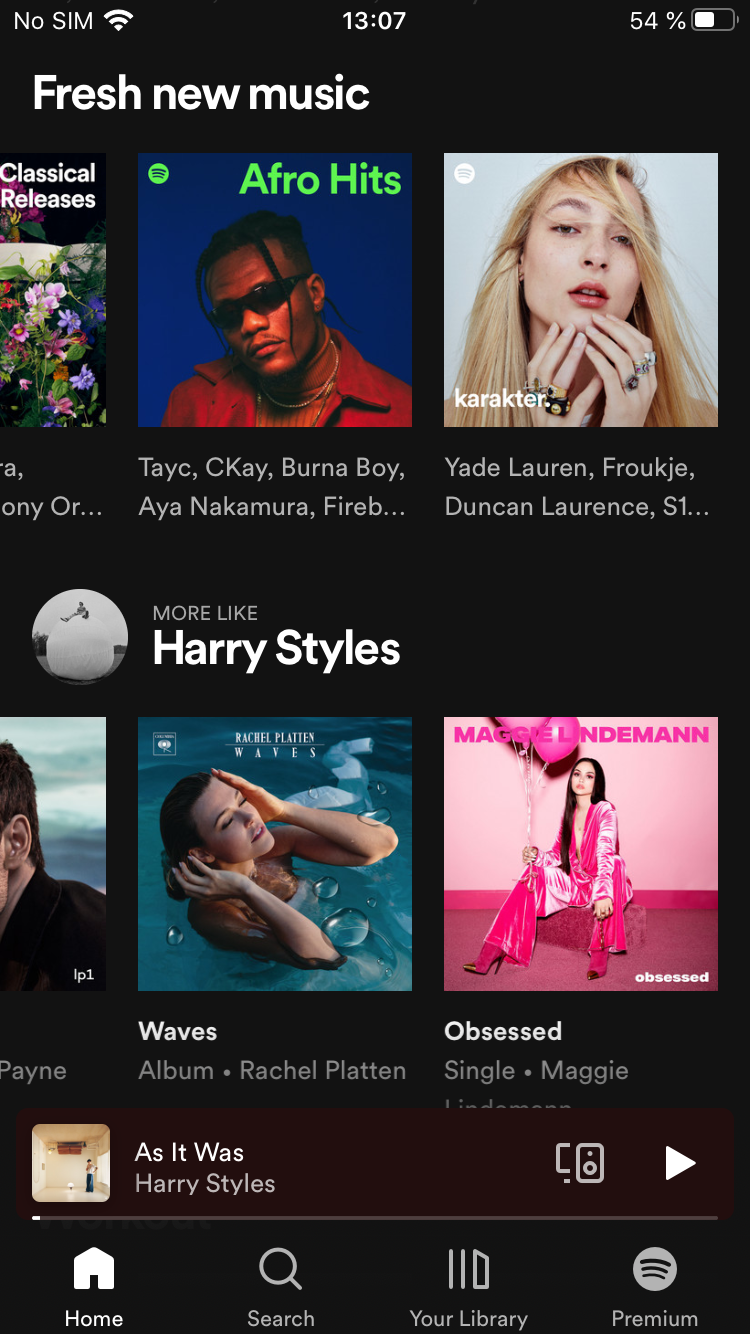 No SIM 13:07 54 %
Fresh new music
Classical
Releases
Afro Hits
karakter.
ra,
ony Or...
Tayc, CKay, Burna Boy,
Aya Nakamura, Fireb...
Yade Lauren, Froukje,
Duncan Laurence, S1...
MORE LIKE
Harry Styles
lp1
COLUMBIA
RACHEL PLATTEN
WAVES
MAGGIE LINDEMANN
obsessed
Payne
Waves
Album • Rachel Platten
Obsessed
Single • Maggie
Lindemann
As It Was
Harry Styles
Workout
Home
Search
Your Library
Premium